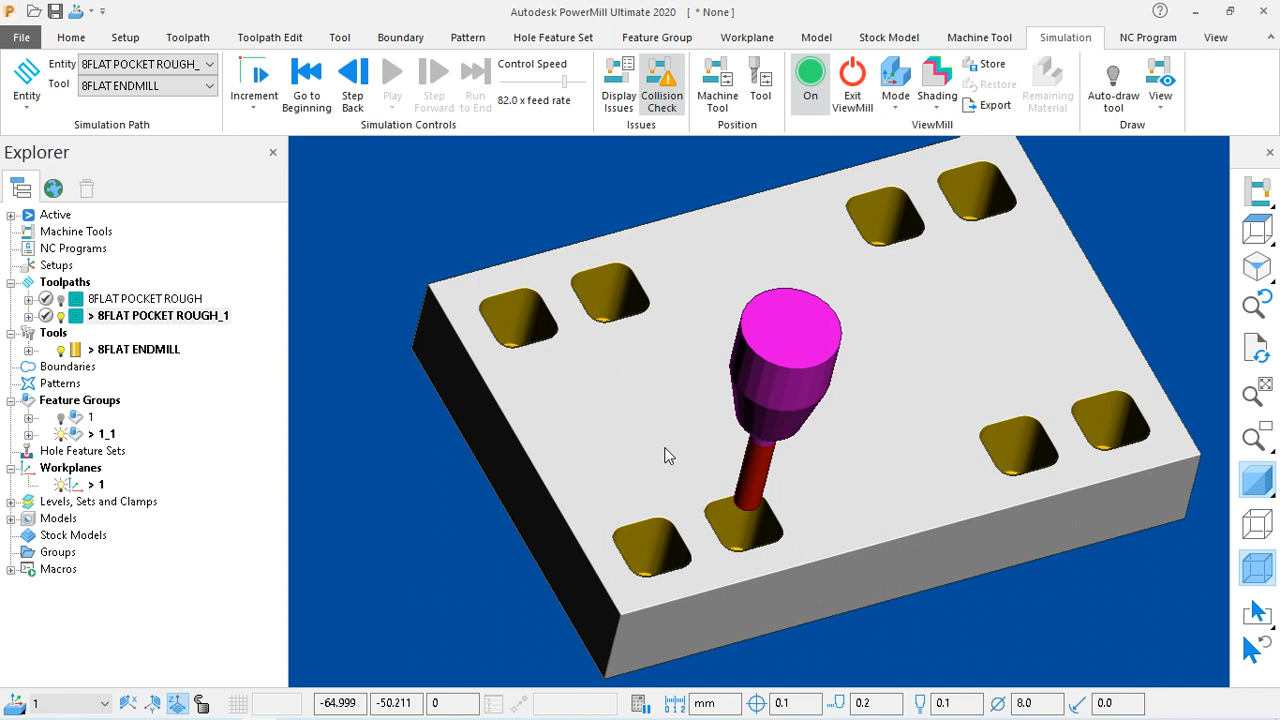 Autodesk PowerMill Ultimate 2020 [ * None ]
File Home Setup Toolpath Toolpath Edit Tool Boundary Pattern Hole Feature Set Feature Group Workplane Model Stock Model Machine Tool Simulation NC Program View
Entity
Entity 8FLAT POCKET ROUGH_
Tool 8FLAT ENDMILL
Simulation Path
Increment
Go to Beginning
Step Back
Play
Step Forward
Run to End
Control Speed
82.0 x feed rate
Simulation Controls
Display Issues
Collision Check
Issues
Machine Tool
Tool
Position
On
Exit ViewMill
Mode
Shading
Store
Restore
Export
Remaining Material
ViewMill
Auto-draw tool
View
Draw
Explorer
Active
Machine Tools
NC Programs
Setups
Toolpaths
8FLAT POCKET ROUGH
> 8FLAT POCKET ROUGH_1
Tools
> 8FLAT ENDMILL
Boundaries
Patterns
Feature Groups
1
> 1_1
Hole Feature Sets
Workplanes
> 1
Levels, Sets and Clamps
Models
Stock Models
Groups
Macros
1 -64.999 -50.211 0 mm 0.1 0.2 0.1 8.0 0.0